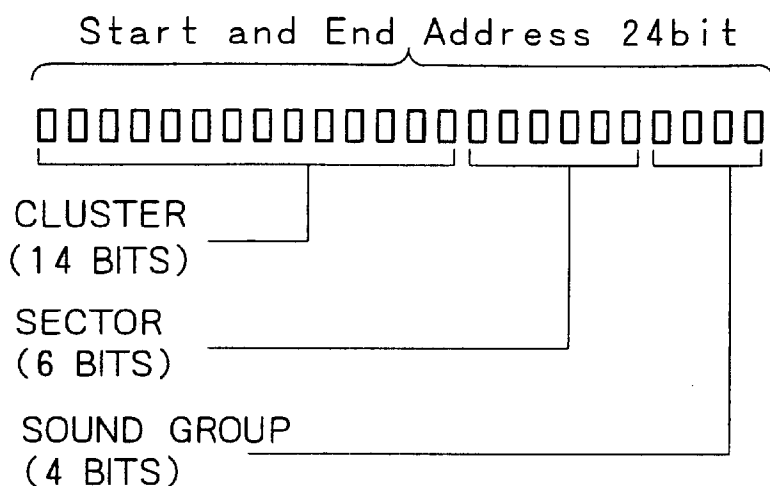 Start and End Address 24bit
CLUSTER
(14 BITS)
SECTOR
(6 BITS)
SOUND GROUP
(4 BITS)